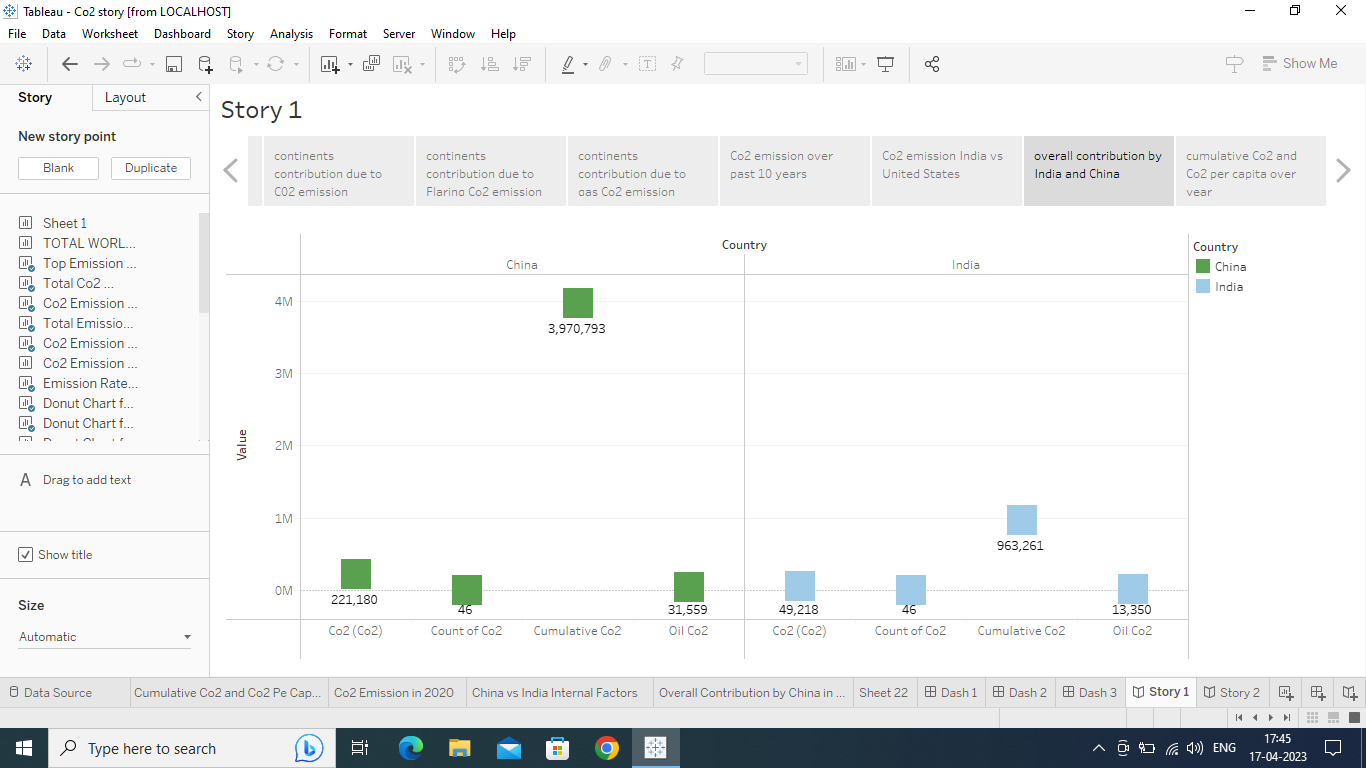 Tableau - Co2 story [from LOCALHOST]
File Data Worksheet Dashboard Story Analysis Format Server Window Help
Show Me
Story Layout
New story point
Blank Duplicate
Sheet 1
TOTAL WORL...
Top Emission ...
Total Co2 ...
Co2 Emission ...
Total Emissio...
Co2 Emission ...
Co2 Emission ...
Emission Rate...
Donut Chart f...
Donut Chart f...
A Drag to add text
Show title
Size
Automatic
Story 1
continents
contribution due to
C02 emission
continents
contribution due to
Flaring Co2 emission
continents
contribution due to
gas Co2 emission
Co2 emission over
past 10 years
Co2 emission India vs
United States
overall contribution by
India and China
cumulative Co2 and
Co2 per capita over
year
Country
China India
Value
4M
3M
2M
1M
0M
3,970,793
963,261
221,180 46 31,559 49,218 46 13,350
Co2 (Co2) Count of Co2 Cumulative Co2 Oil Co2 Co2 (Co2) Count of Co2 Cumulative Co2 Oil Co2
Country
China
India
Data Source Cumulative Co2 and Co2 Pe Cap... Co2 Emission in 2020 China vs India Internal Factors Overall Contribution by China in ... Sheet 22 Dash 1 Dash 2 Dash 3 Story 1 Story 2
Type here to search
ENG
17:45
17-04-2023